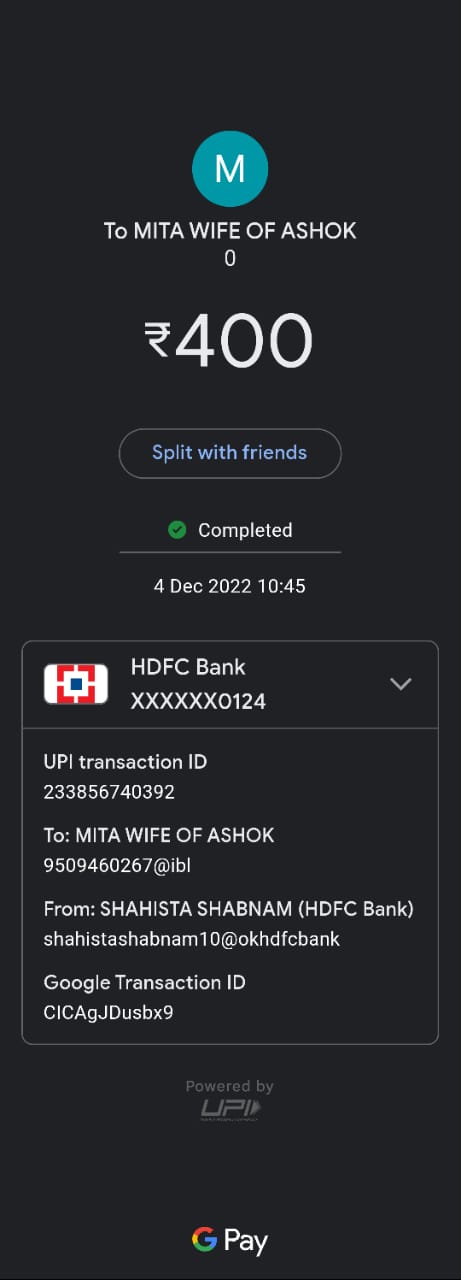 M
To MITA WIFE OF ASHOK
0
₹400
Split with friends
Completed
4 Dec 2022 10:45
HDFC Bank
XXXXXX0124
UPI transaction ID
233856740392
To: MITA WIFE OF ASHOK
9509460267@ibl
From: SHAHISTA SHABNAM (HDFC Bank)
shahistashabnam10@okhdfcbank
Google Transaction ID
CICAgJDusbx9
Powered by
UPI
G Pay